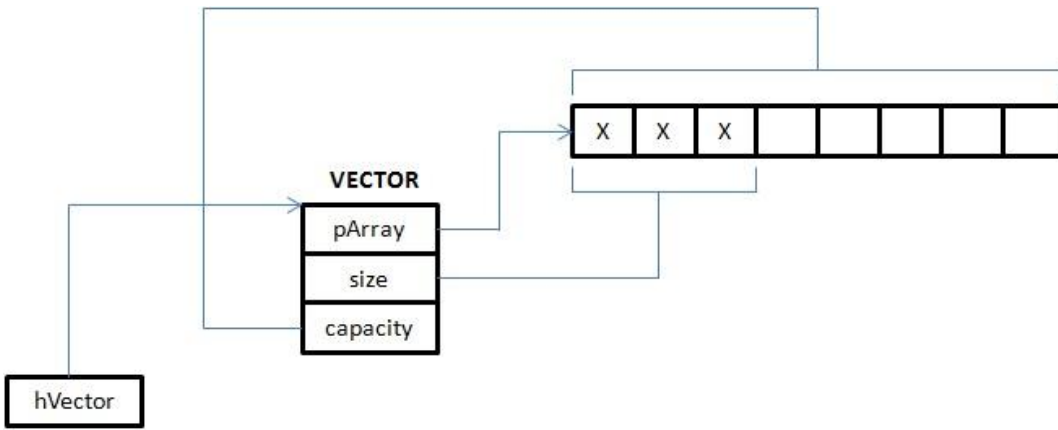 X X X
VECTOR
pArray
size
capacity
hVector